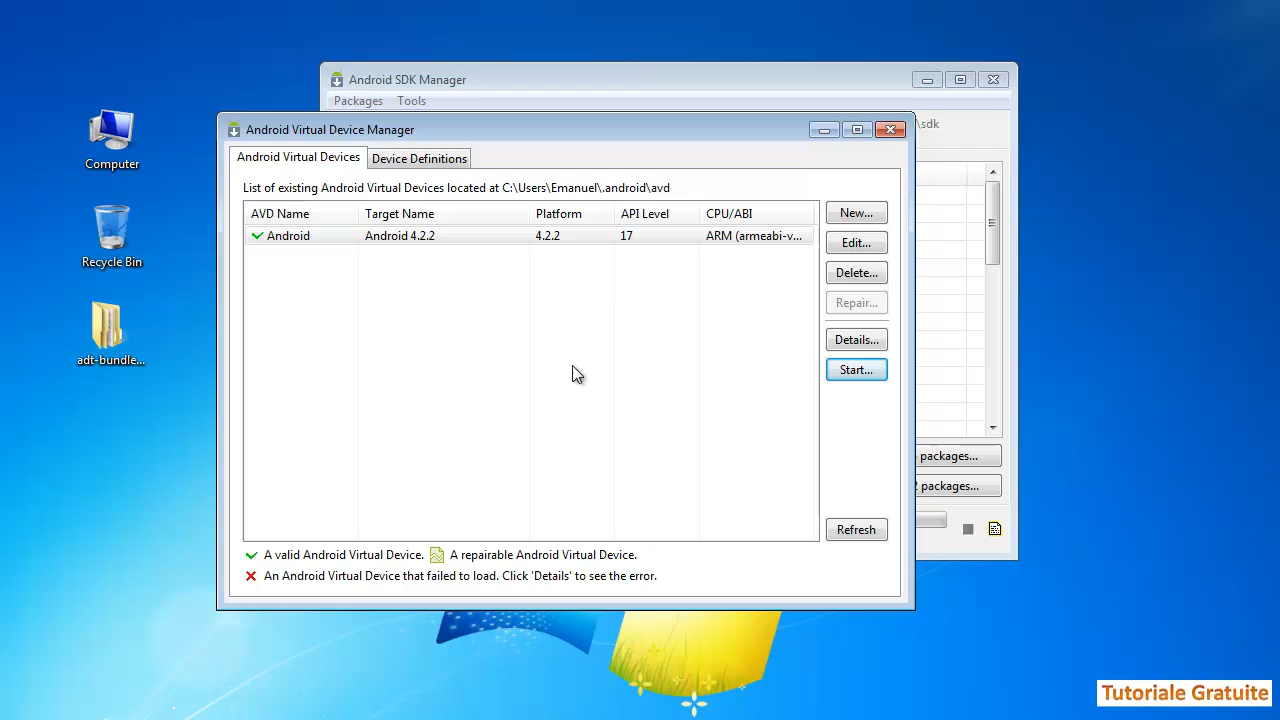 Android SDK Manager
Packages Tools
\sdk
Android Virtual Device Manager
Android Virtual Devices Device Definitions
List of existing Android Virtual Devices located at C:\Users\Emanuel\.android\avd
AVD Name Target Name Platform API Level CPU/ABI
Android Android 4.2.2 4.2.2 17 ARM (armeabi-v...
New...
Edit...
Delete...
Repair...
Details...
Start...
Refresh
packages...
2 packages...
A valid Android Virtual Device. A repairable Android Virtual Device.
An Android Virtual Device that failed to load. Click 'Details' to see the error.
Computer
Recycle Bin
adt-bundle...
Tutoriale Gratuite